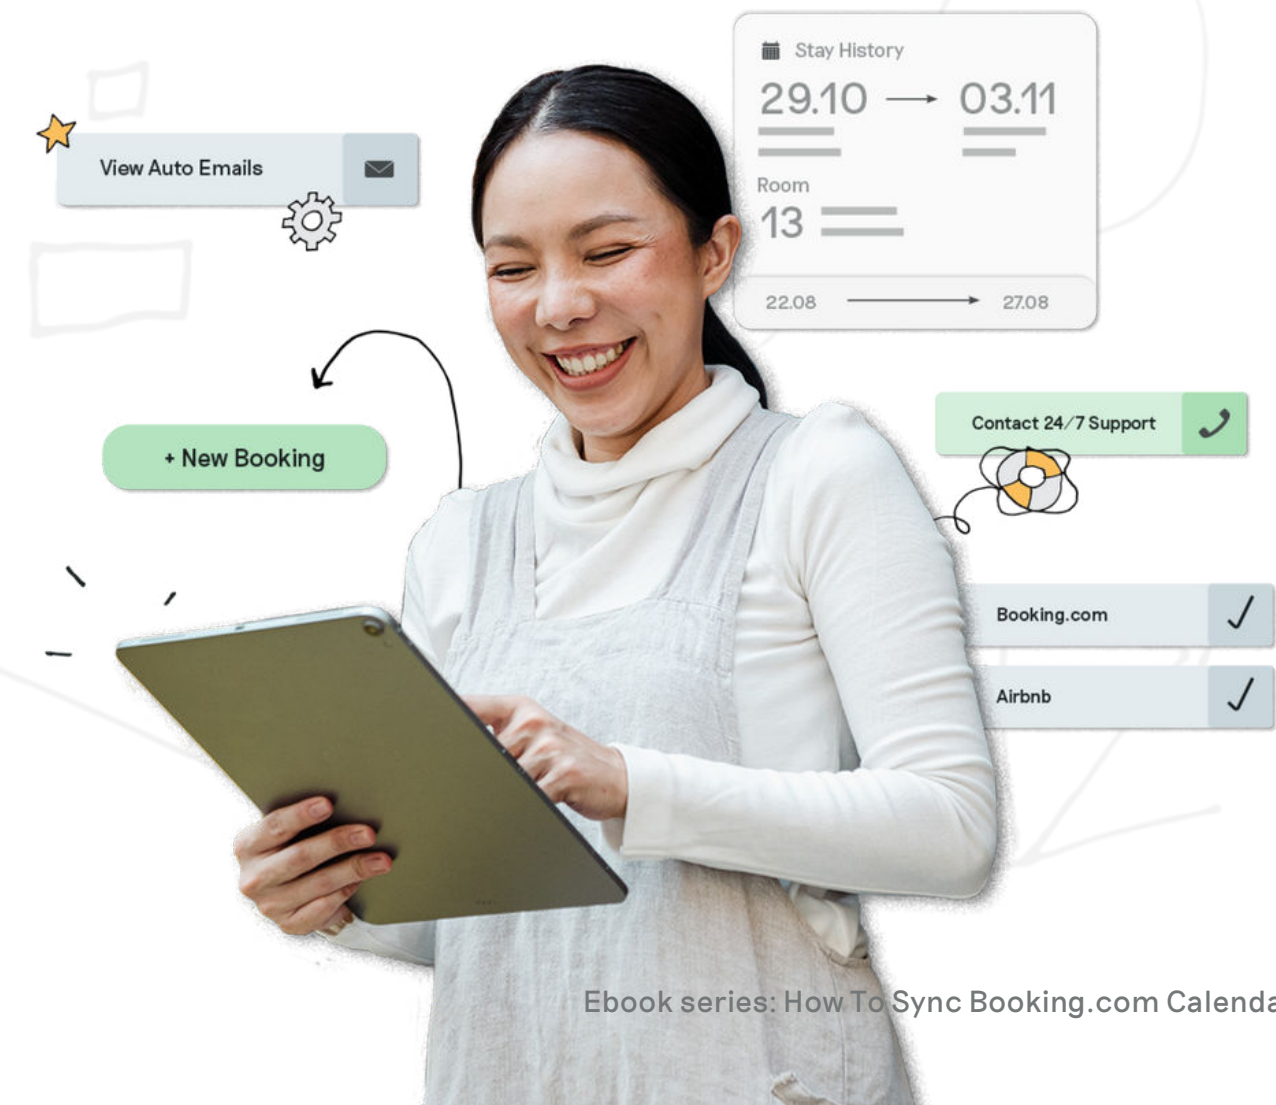 Stay History
29.10
03.11
Room
13
22.08
27.08
View Auto Emails
+ New Booking
Contact 24/7 Support
Booking.com
Airbnb
Ebook series: How To Sync Booking.com